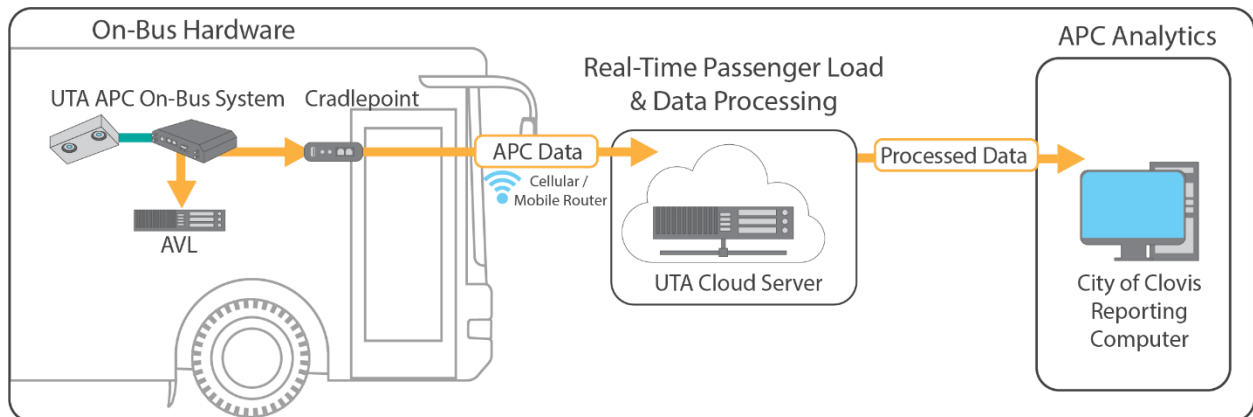 On-Bus Hardware
UTA APC On-Bus System
Cradlepoint
AVL
APC Data
Cellular /
Mobile Router
Real-Time Passenger Load
& Data Processing
UTA Cloud Server
Processed Data
APC Analytics
City of Clovis
Reporting
Computer